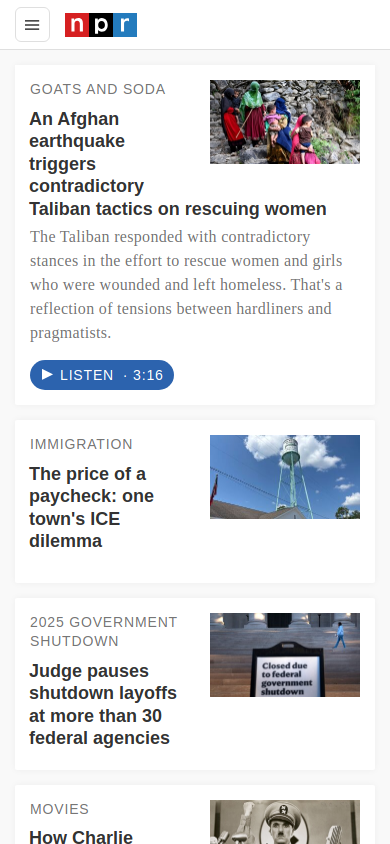 npr
GOATS AND SODA
An Afghan
earthquake
triggers
contradictory
Taliban tactics on rescuing women
The Taliban responded with contradictory
stances in the effort to rescue women and girls
who were wounded and left homeless. That's a
reflection of tensions between hardliners and
pragmatists.
LISTEN · 3:16
IMMIGRATION
The price of a
paycheck: one
town's ICE
dilemma
2025 GOVERNMENT
SHUTDOWN
Judge pauses
shutdown layoffs
at more than 30
federal agencies
Closed due
to federal
government
shutdown
MOVIES
How Charlie